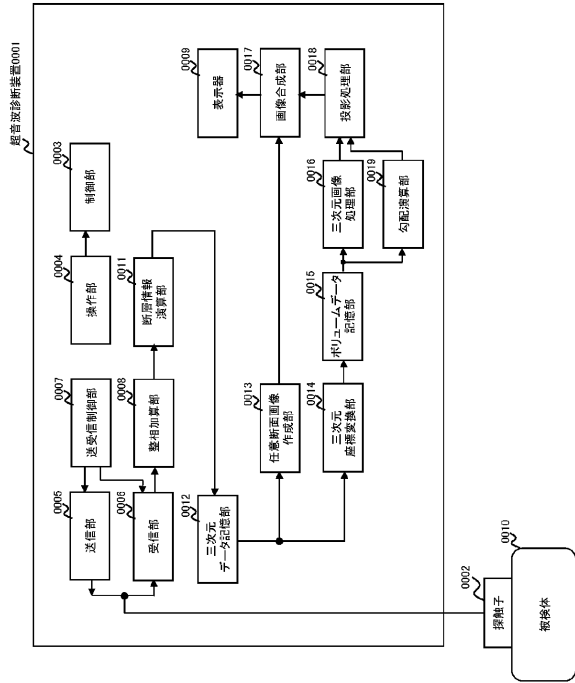 超音波診断装置0001
0005
送信部
0007
送受信制御部
0004
操作部
0003
制御部
0006
受信部
0008
整相加算部
0011
断層情報
演算部
0012
三次元
データ記憶部
0013
任意断面画像
作成部
0014
三次元
座標変換部
0015
ボリュームデータ
記憶部
0016
三次元画像
処理部
0019
勾配演算部
0009
表示器
0017
画像合成部
0018
投影処理部
0002
探触子
0010
被検体